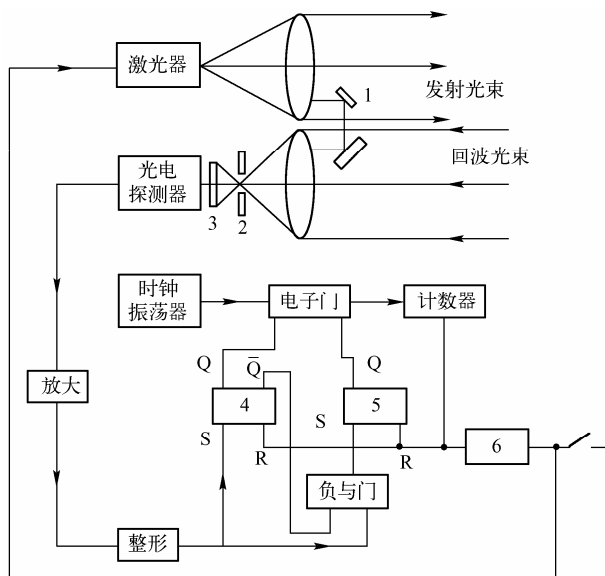 激光器
1
发射光束
光电
探测器
3
2
回波光束
时钟
振荡器
电子门
计数器
Q
Q̅
Q
放大
4
5
S
S
R
R
6
负与门
整形